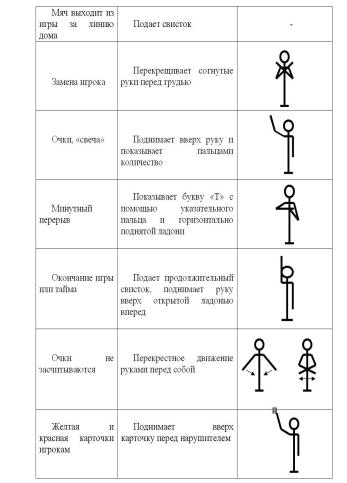 Мяч выходит из
игры за линию
дома
Подает свисток
-
Замена игрока
Перекрещивает согнутые
руки перед грудью
Очки, «свеча»
Поднимает вверх руку и
показывает пальцами
количество
Минутный
перерыв
Показывает букву «Т» с
помощью указательного
пальца и горизонтально
поднятой ладони
Окончание игры
или тайма
Подает продолжительный
свисток, поднимает руку
вверх открытой ладонью
вперед
Очки не
засчитываются
Перекрестное движение
руками перед собой
Желтая и
красная карточки
игрокам
Поднимает вверх
карточку перед нарушителем